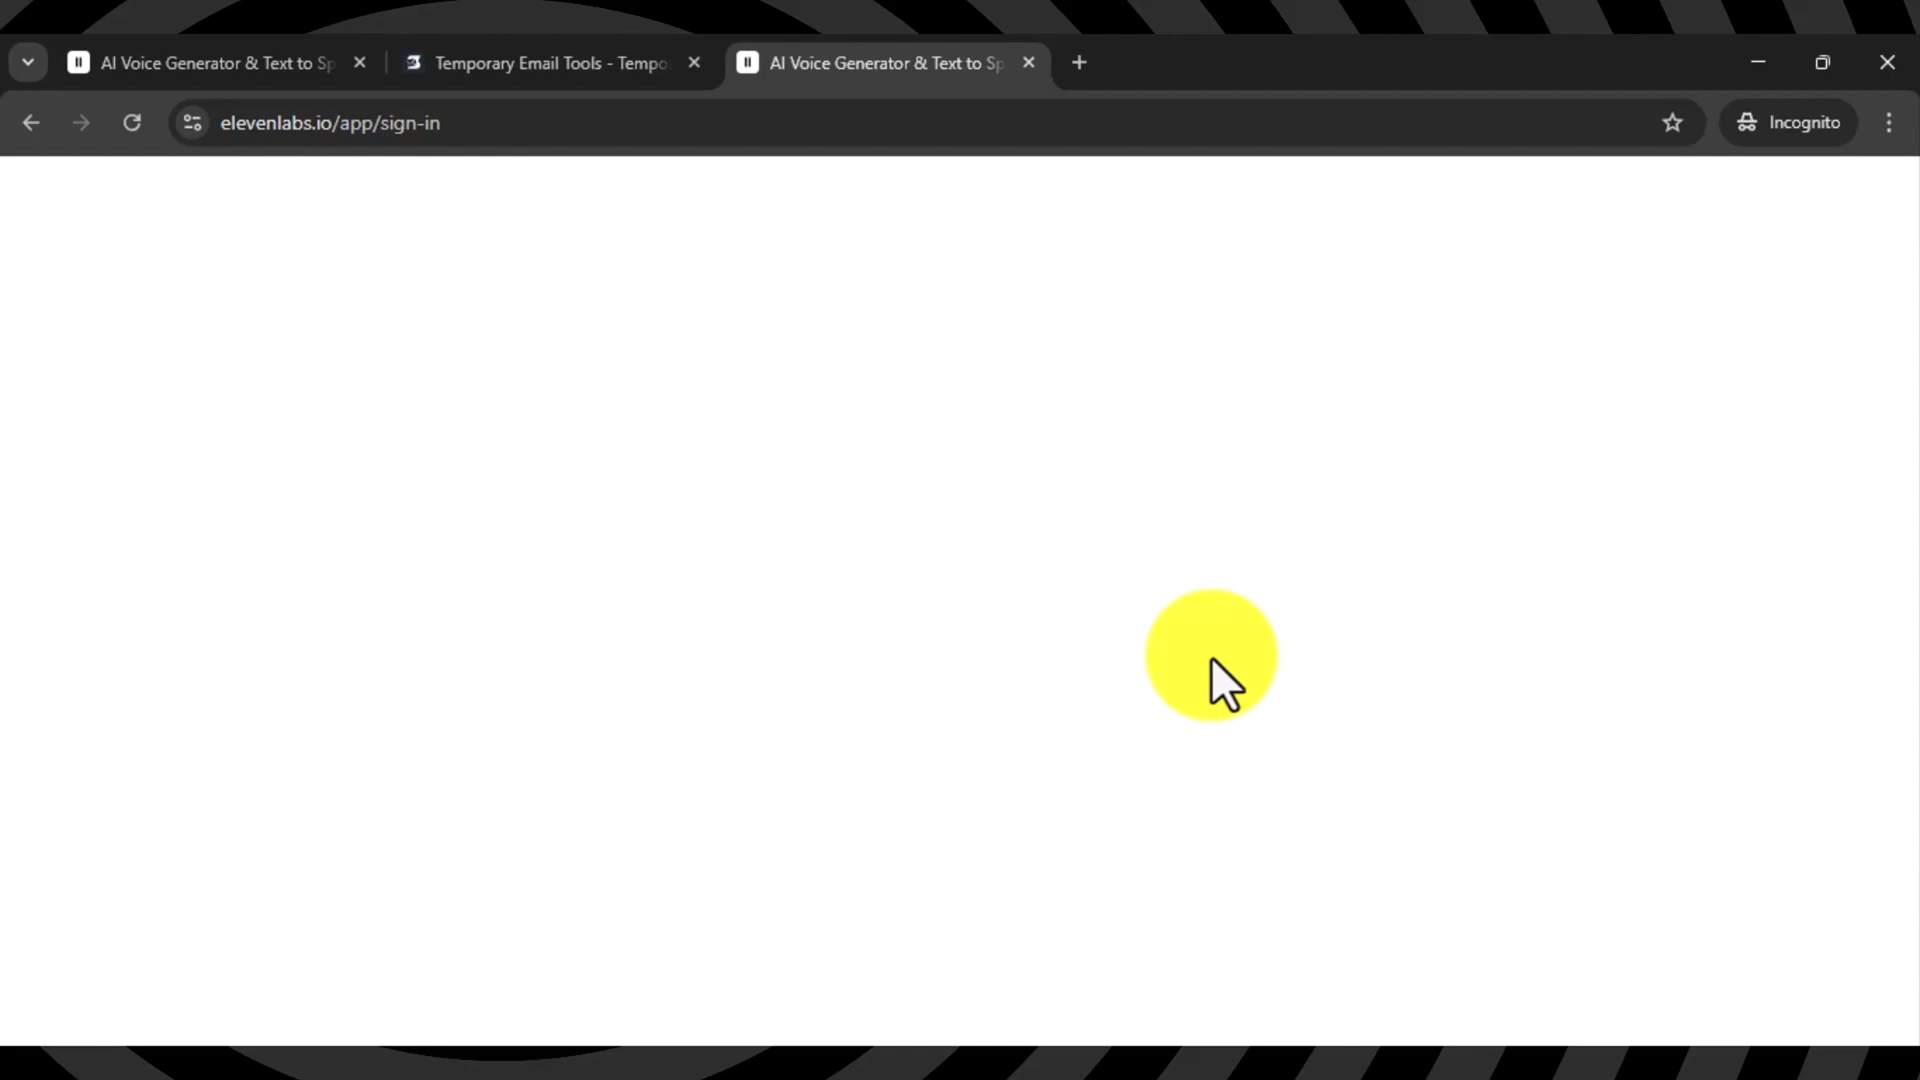 AI Voice Generator & Text to Sp
Temporary Email Tools - Tempo
AI Voice Generator & Text to Sp
elevenlabs.io/app/sign-in
Incognito